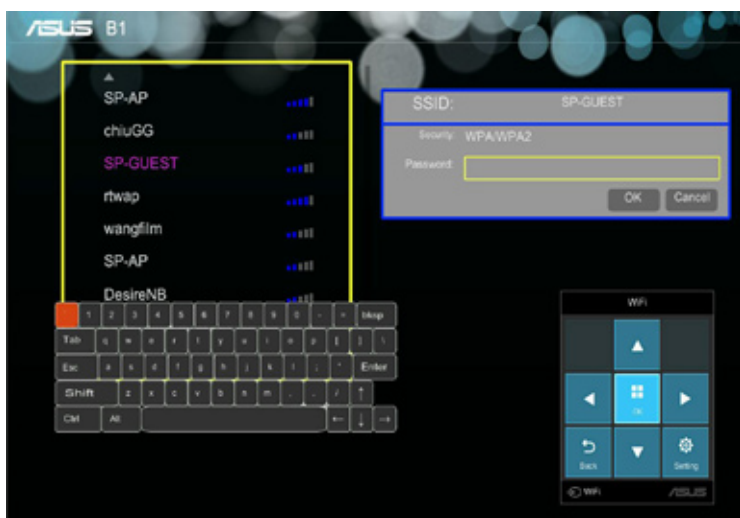 ASUS B1
SP-AP
chiuGG
SP-GUEST
rtwap
wangfilm
SP-AP
DesireNB
SSID: SP-GUEST
Security: WPA/WPA2
Password:
OK Cancel
1 2 3 4 5 6 7 8 9 0 - = bksp
Tab q w e r t y u i o p [ ] \
Esc a s d f g h j k l ; ' Enter
Shift z x c v b n m , . / ↑
Ctrl Alt ← ↓ →
WiFi
OK
Back
Setting
WiFi ASUS